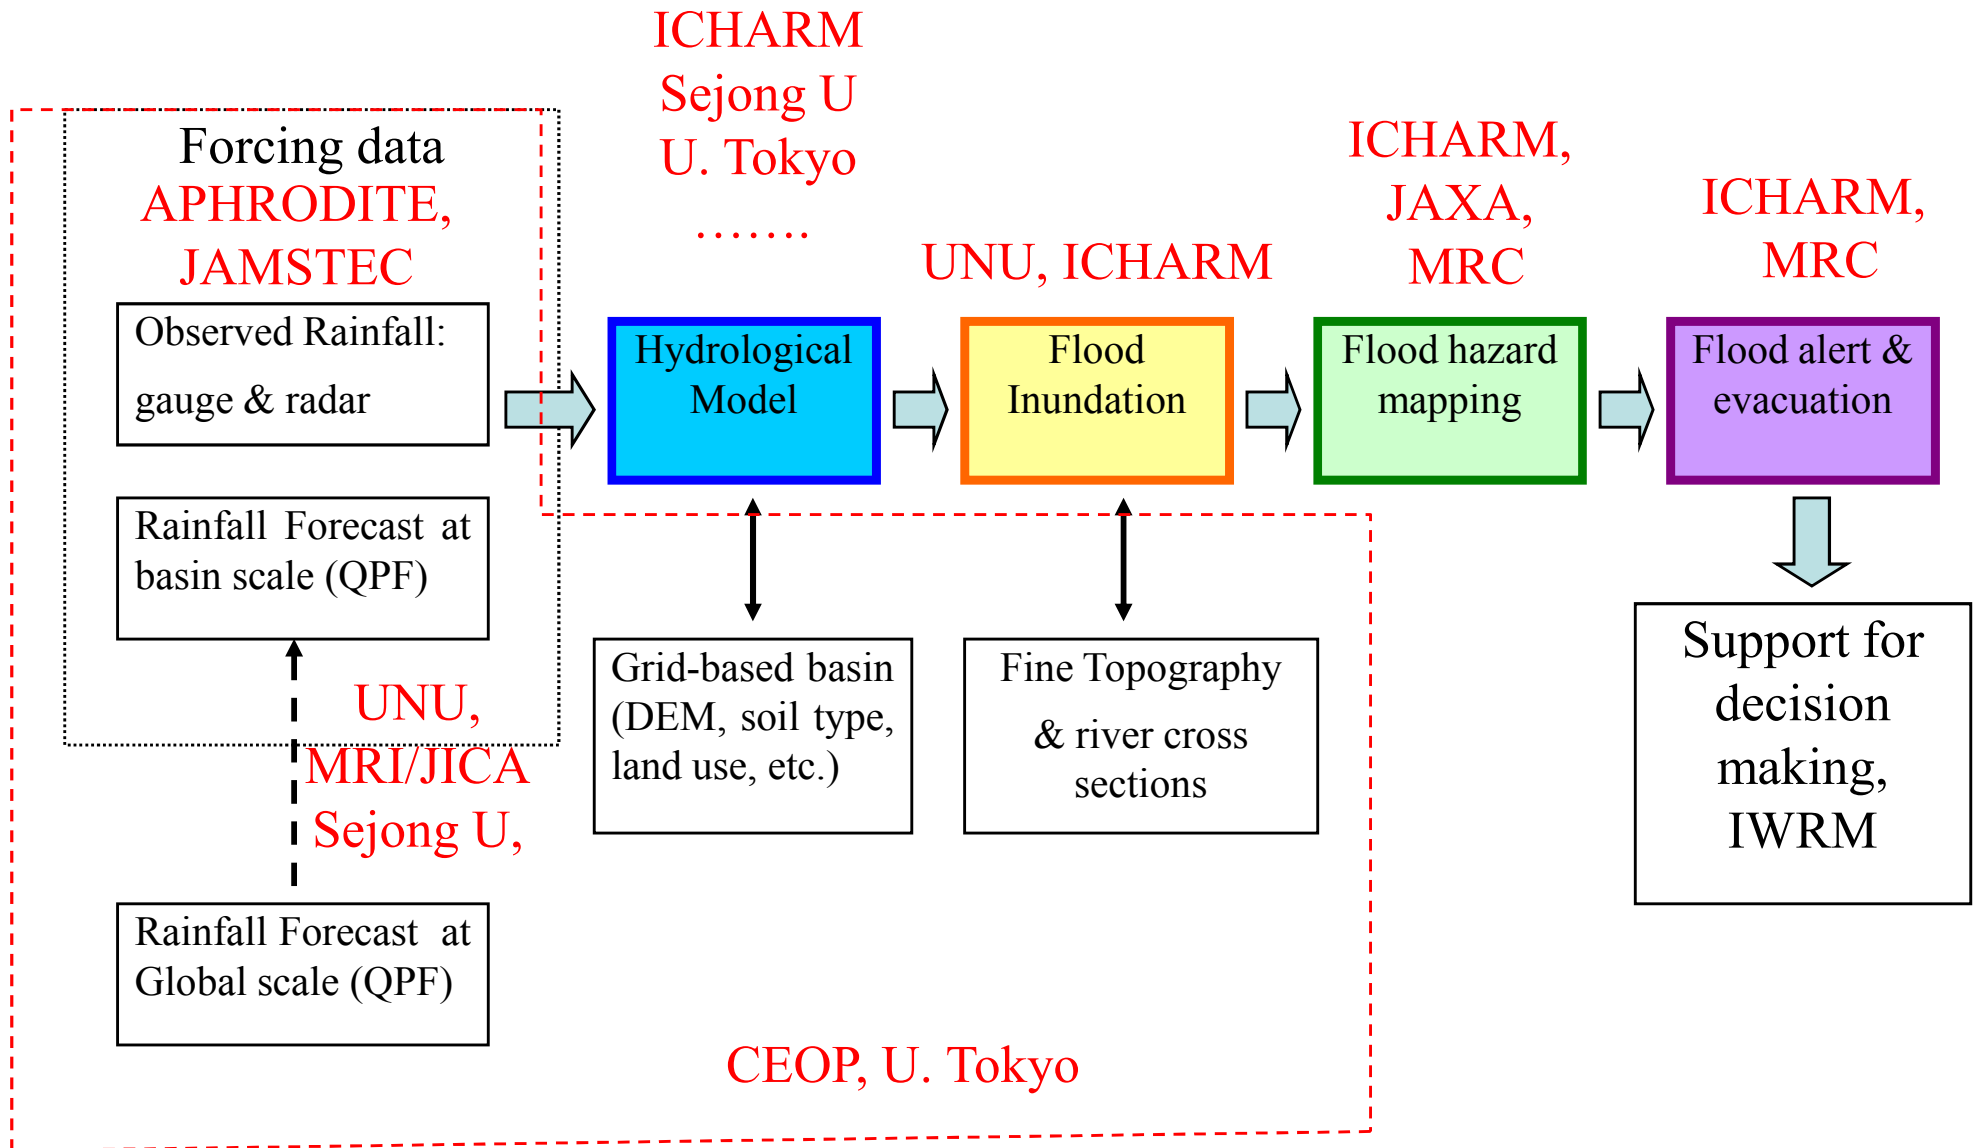 ICHARM
Sejong U
U. Tokyo
…….
Forcing data
APHRODITE,
JAMSTEC
Observed Rainfall:
gauge & radar
Rainfall Forecast at
basin scale (QPF)
UNU,
MRI/JICA
Sejong U,
Rainfall Forecast at
Global scale (QPF)
Hydrological
Model
Grid-based basin
(DEM, soil type,
land use, etc.)
UNU, ICHARM
Flood
Inundation
Fine Topography
& river cross
sections
ICHARM,
JAXA,
MRC
Flood hazard
mapping
ICHARM,
MRC
Flood alert &
evacuation
Support for
decision
making,
IWRM
CEOP, U. Tokyo